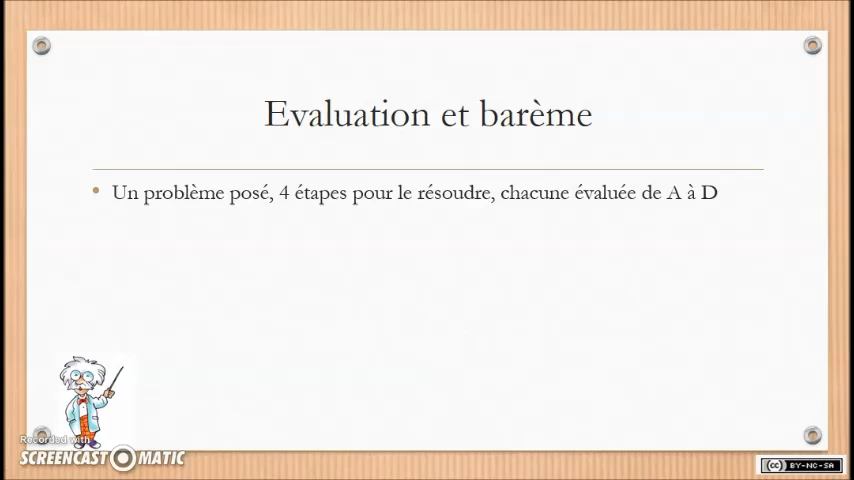 Evaluation et barème
• Un problème posé, 4 étapes pour le résoudre, chacune évaluée de A à D
Recorded with
SCREENCAST-O-MATIC
cc BY-NC-SA